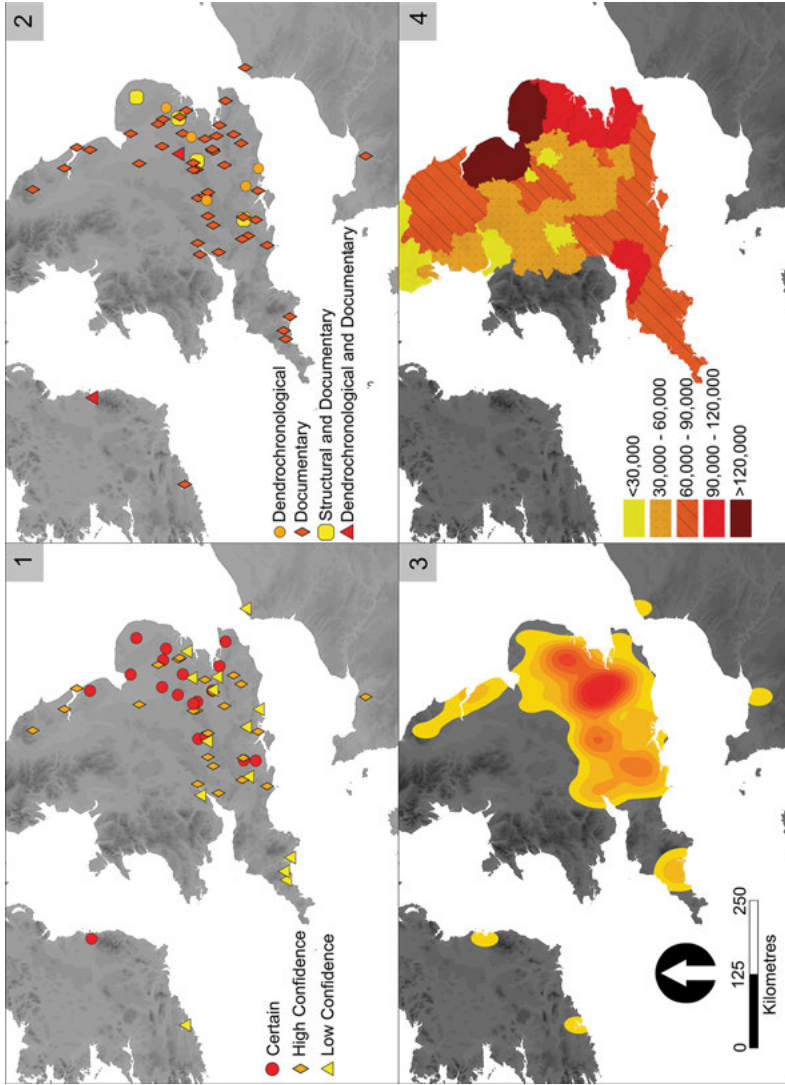 1
Certain
High Confidence
Low Confidence
2
Dendrochronological
Documentary
Structural and Documentary
Dendrochronological and Documentary
3
0 125 250
Kilometres
4
<30,000
30,000 - 60,000
60,000 - 90,000
90,000 - 120,000
>120,000